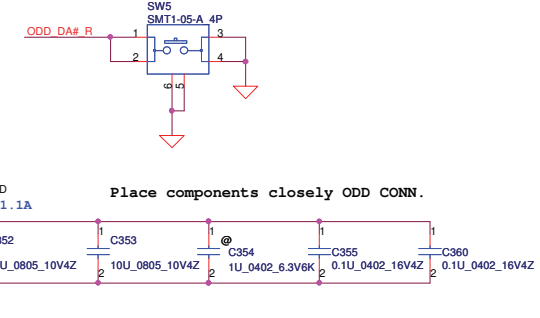 SW5
SMT1-05-A_4P
ODD_DA#_R
1
3
2
4
6
5
D
1.1A
Place components closely ODD CONN.
1
1
1
1
352
C353
@
C354
C355
C360
U_0805_10V4Z
10U_0805_10V4Z
1U_0402_6.3V6K
0.1U_0402_16V4Z
0.1U_0402_16V4Z
2
2
2
2